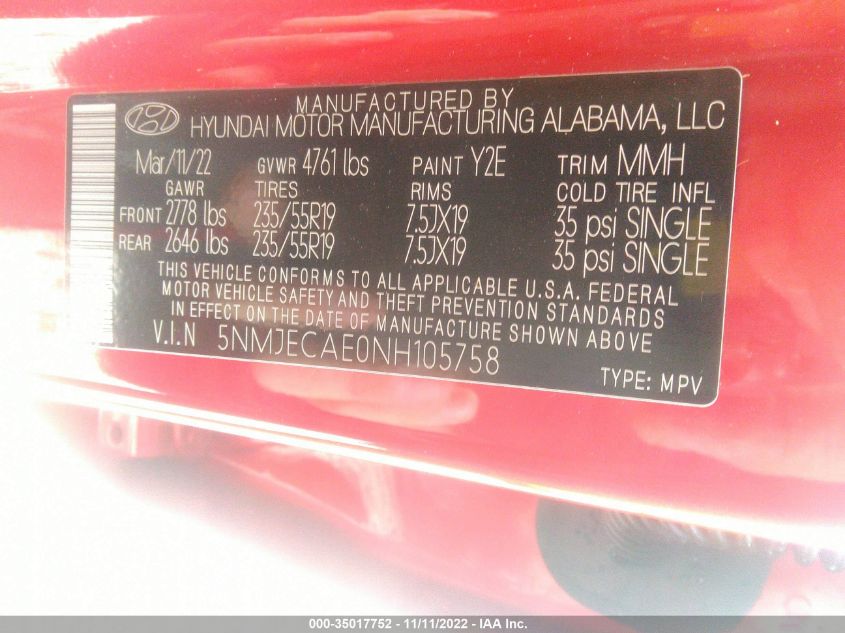 MANUFACTURED BY
HYUNDAI MOTOR MANUFACTURING ALABAMA, LLC
Mar/11/22 GVWR 4761 lbs PAINT Y2E TRIM MMH
GAWR TIRES RIMS COLD TIRE INFL
FRONT 2778 lbs 235/55R19 7.5JX19 35 psi SINGLE
REAR 2646 lbs 235/55R19 7.5JX19 35 psi SINGLE
THIS VEHICLE CONFORMS TO ALL APPLICABLE U.S.A. FEDERAL
MOTOR VEHICLE SAFETY AND THEFT PREVENTION STANDARDS
IN EFFECT ON THE DATE OF MANUFACTURE SHOWN ABOVE
V.I.N 5NMJECAE0NH105758
TYPE: MPV
000-35017752 - 11/11/2022 - IAA Inc.